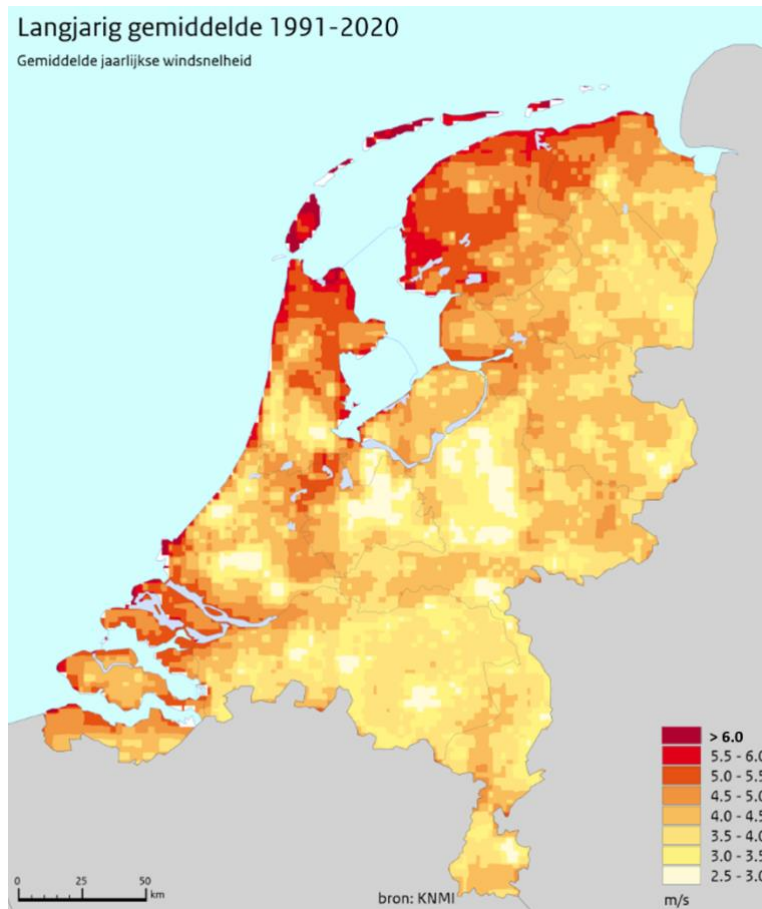 Langjarig gemiddelde 1991-2020
Gemiddelde jaarlijkse windsnelheid
> 6.0
5.5 - 6.0
5.0 - 5.5
4.5 - 5.0
4.0 - 4.5
3.5 - 4.0
3.0 - 3.5
2.5 - 3.0
m/s
0 25 50
km
bron: KNMI